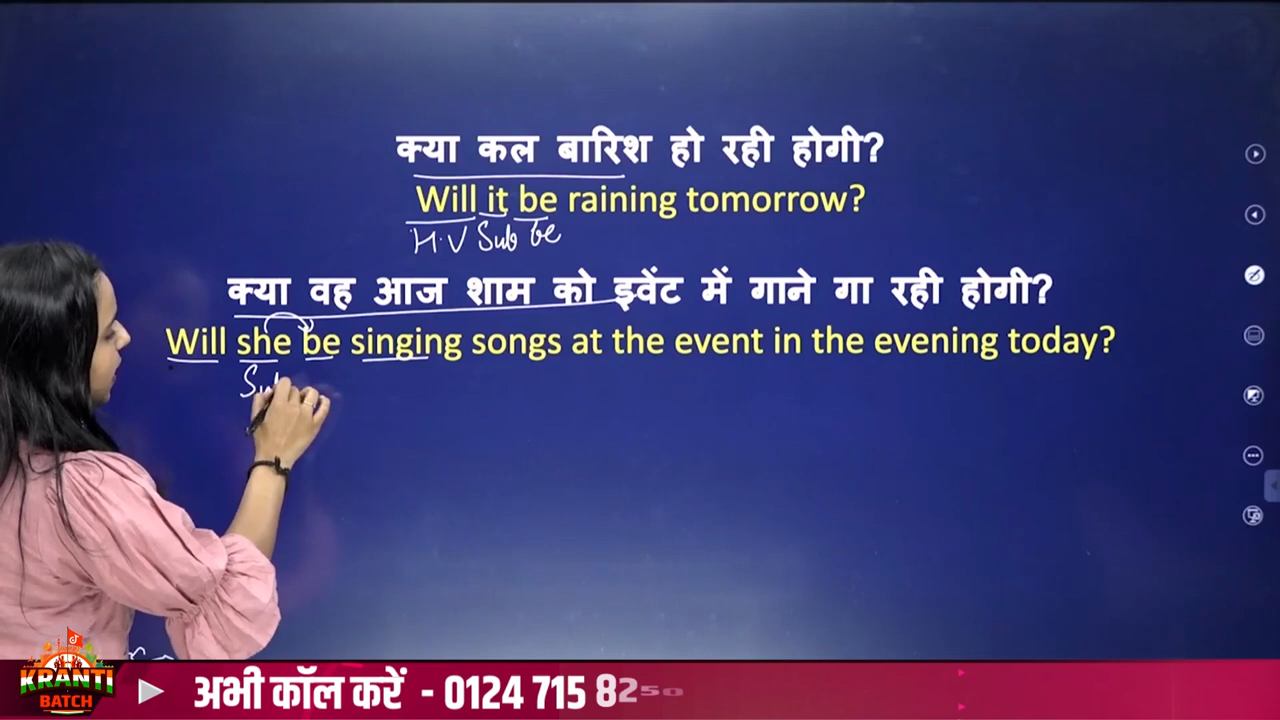 क्या कल बारिश हो रही होगी?
Will it be raining tomorrow?
H.V Sub be
क्या वह आज शाम को इवेंट में गाने गा रही होगी?
Will she be singing songs at the event in the evening today?
KRANTI
BATCH
अभी कॉल करें - 0124 715 8250